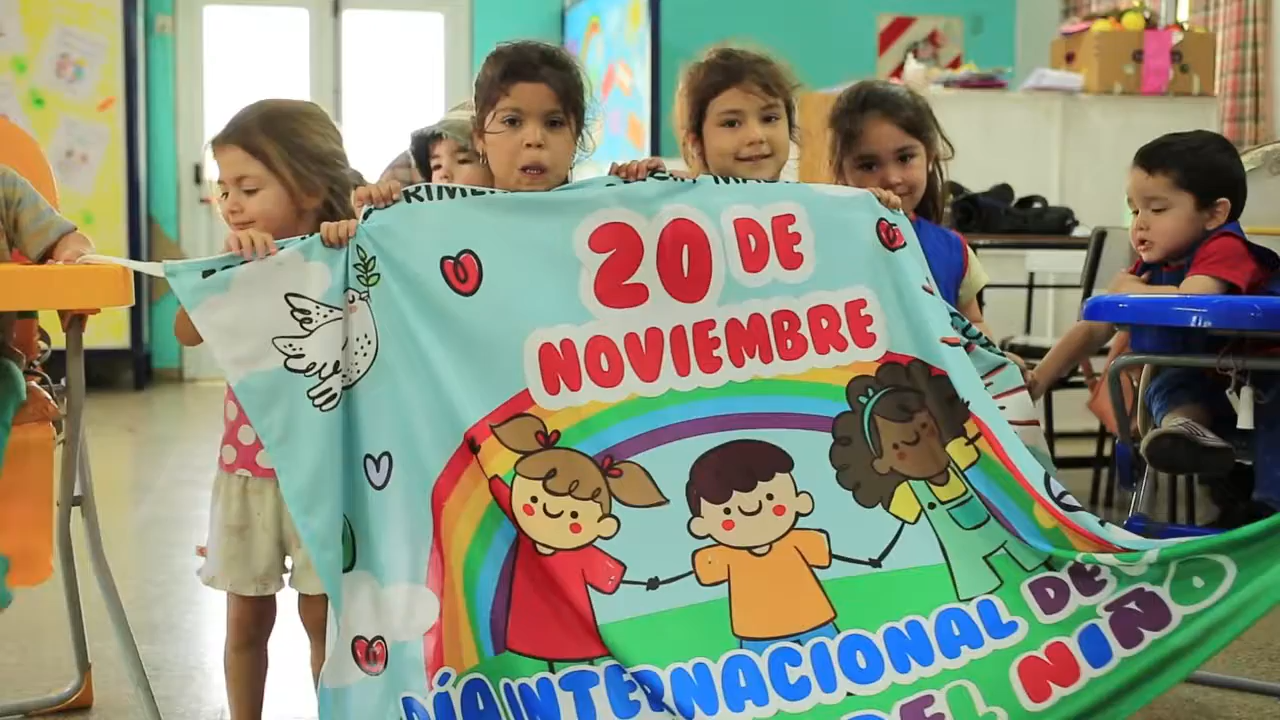 20 DE
NOVIEMBRE
DÍA INTERNACIONAL DE
DEL NIÑO